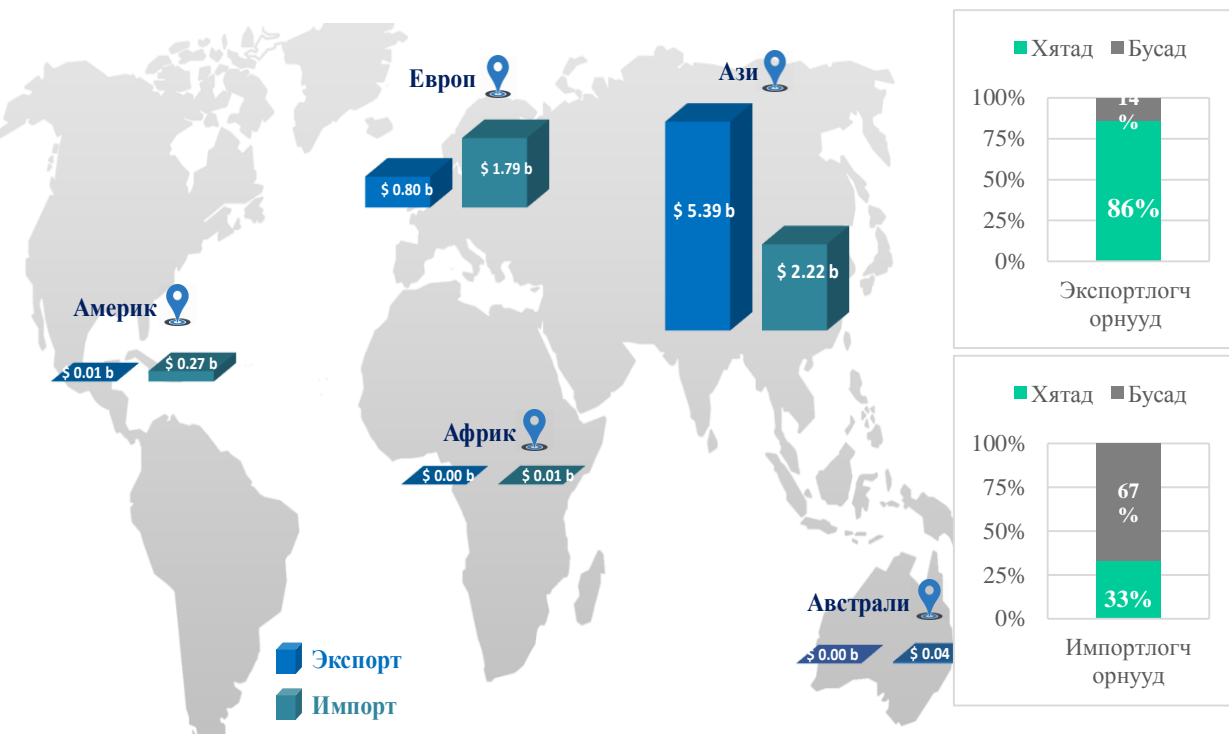 Европ
$ 0.80 b
$ 1.79 b
Ази
$ 5.39 b
$ 2.22 b
Америк
$ 0.01 b
$ 0.27 b
Африк
$ 0.00 b
$ 0.01 b
Австрали
$ 0.00 b
$ 0.04
Экспорт
Импорт
Хятад Бусад
100%
75%
50%
25%
0%
14
%
86%
Экспортлогч
орнууд
Хятад Бусад
100%
75%
50%
25%
0%
67
%
33%
Импортлогч
орнууд